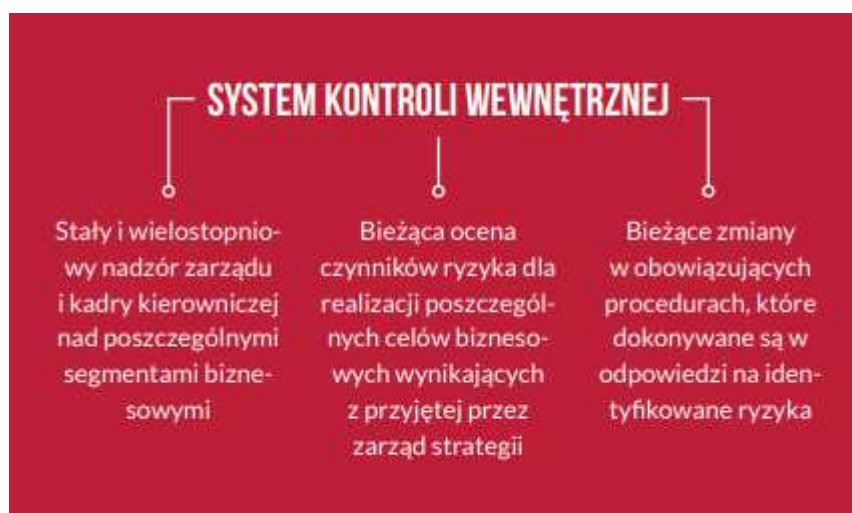 SYSTEM KONTROLI WEWNĘTRZNEJ
Stały i wielostopnio-
wy nadzór zarządu
i kadry kierowniczej
nad poszczególnymi
segmentami bizne-
sowymi
Bieżąca ocena
czynników ryzyka dla
realizacji poszczegól-
nych celów bizneso-
wych wynikających
z przyjętej przez
zarząd strategii
Bieżące zmiany
w obowiązujących
procedurach, które
dokonywane są w
odpowiedzi na iden-
tyfikowane ryzyka